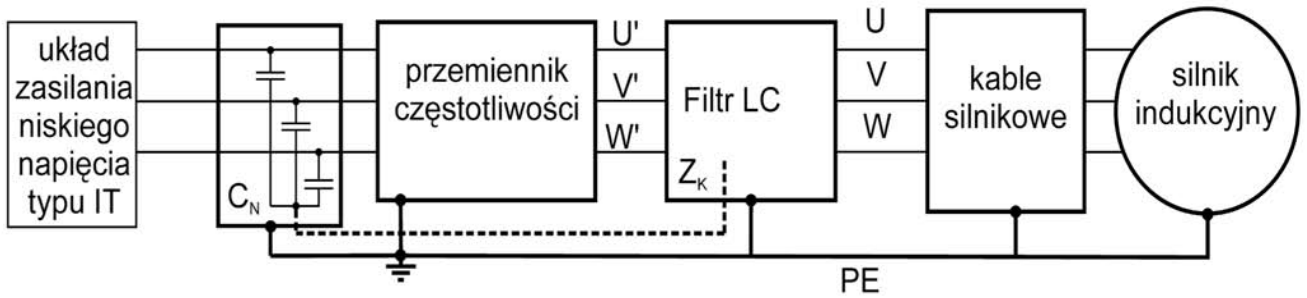 układ
zasilania
niskiego
napięcia
typu IT
C_N
przemiennik
częstotliwości
U'
V'
W'
Filtr LC
Z_K
U
V
W
kable
silnikowe
silnik
indukcyjny
PE